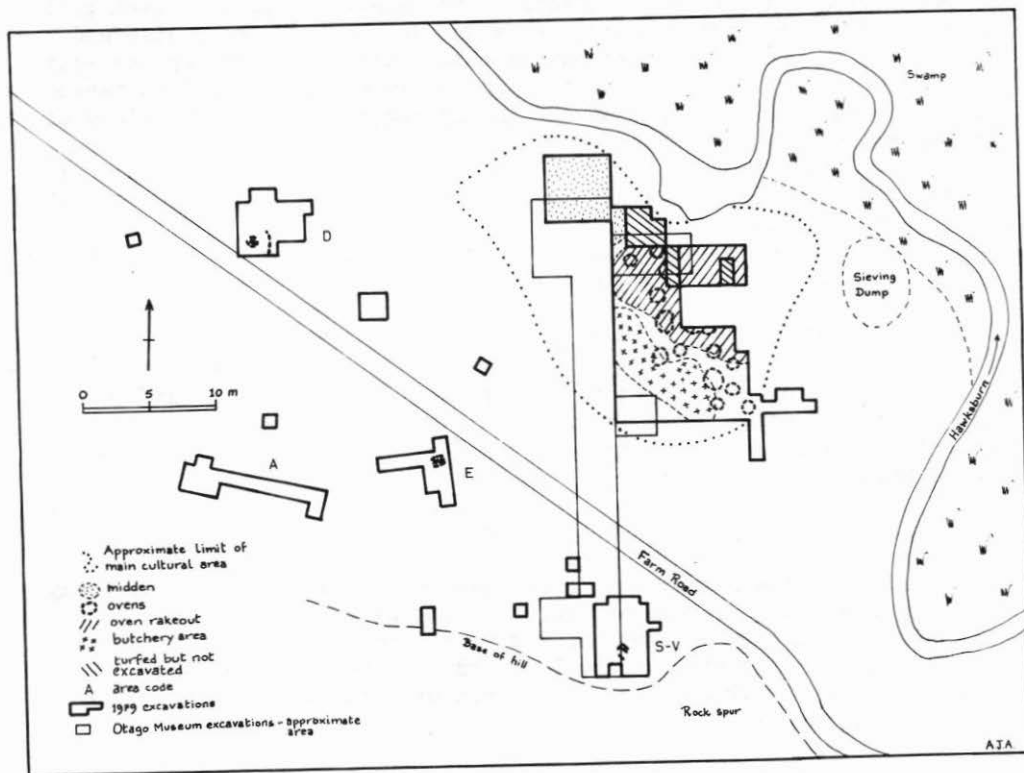 Swamp
D
Sieving
Dump
0 5 10 m
Hawksburn
A
E
Farm Road
S-V
Base of hill
Rock spur
Approximate limit of
main cultural area
midden
ovens
oven rakeout
butchery area
turfed but not
excavated
A area code
1979 excavations
Otago Museum excavations - approximate
area
A.J.A.